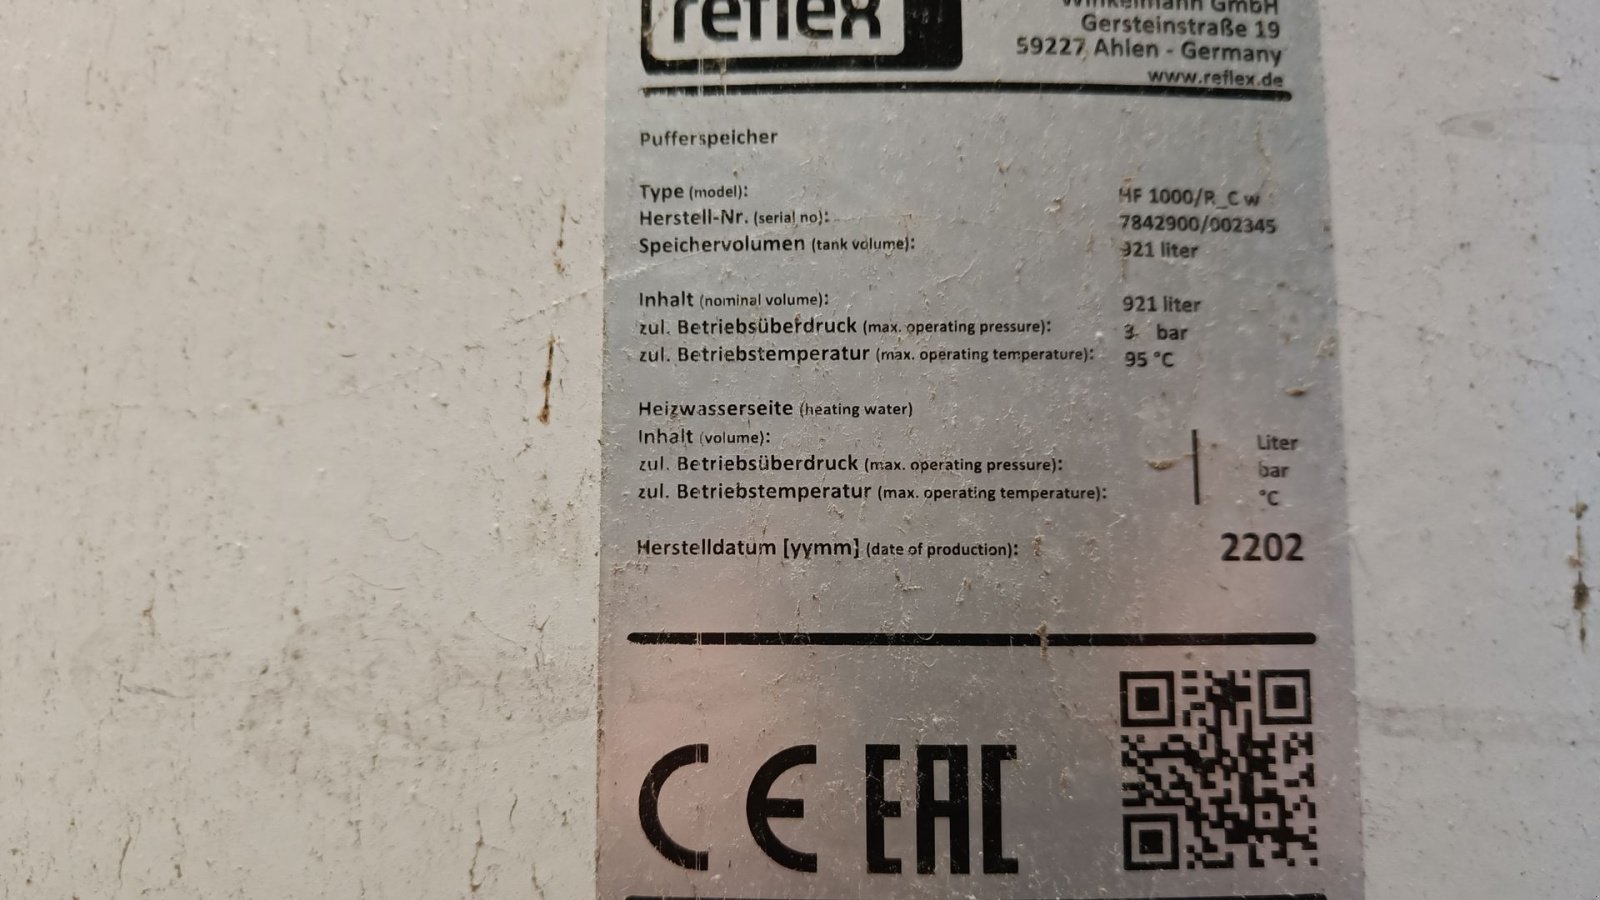 reflex
Winkelmann GmbH
Gersteinstraße 19
59227 Ahlen - Germany
www.reflex.de
Pufferspeicher
Type (model): HF 1000/R_C w
Herstell-Nr. (serial no): 7842900/002345
Speichervolumen (tank volume): 921 liter
Inhalt (nominal volume): 921 liter
zul. Betriebsüberdruck (max. operating pressure): 3 bar
zul. Betriebstemperatur (max. operating temperature): 95 °C
Heizwasserseite (heating water)
Inhalt (volume): Liter
zul. Betriebsüberdruck (max. operating pressure): bar
zul. Betriebstemperatur (max. operating temperature): °C
Herstelldatum [yymm] (date of production): 2202
CE EAC